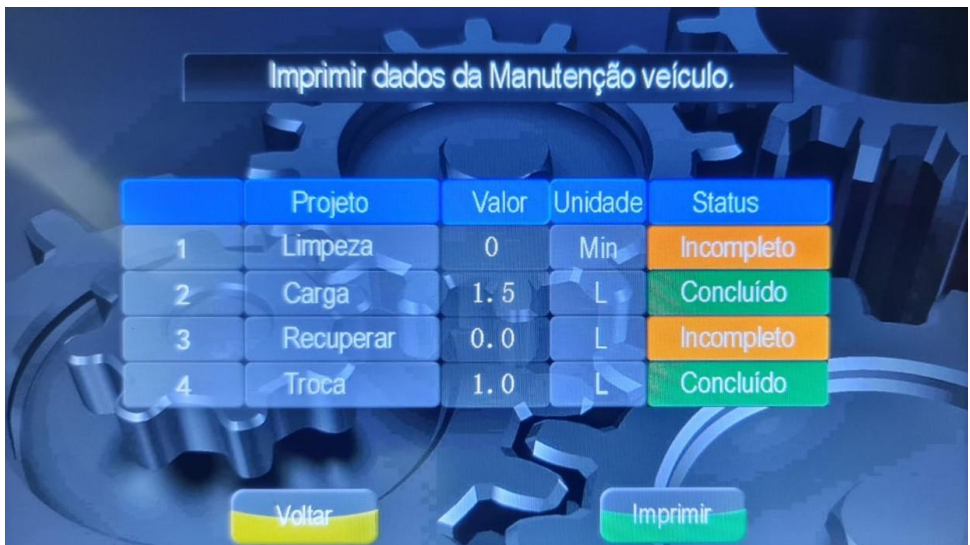 Imprimir dados da Manutenção veículo.
Projeto Valor Unidade Status
1 Limpeza 0 Min Incompleto
2 Carga 1.5 L Concluído
3 Recuperar 0.0 L Incompleto
4 Troca 1.0 L Concluído
Voltar Imprimir